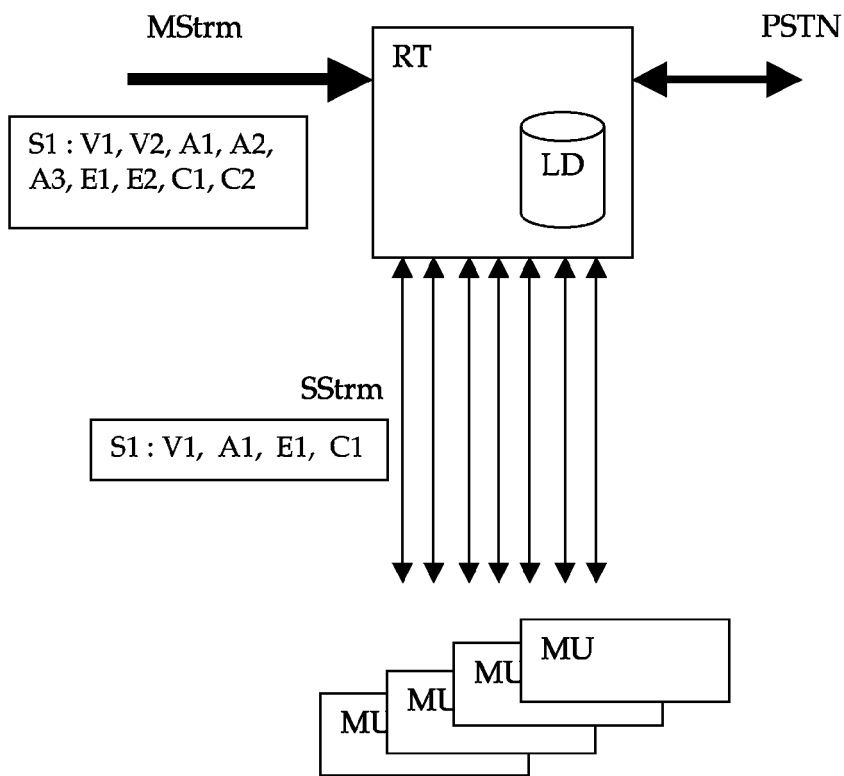 MStrm
PSTN
RT
S1 : V1, V2, A1, A2,
A3, E1, E2, C1, C2
LD
SStrm
S1 : V1, A1, E1, C1
MU
MU
MU
MU